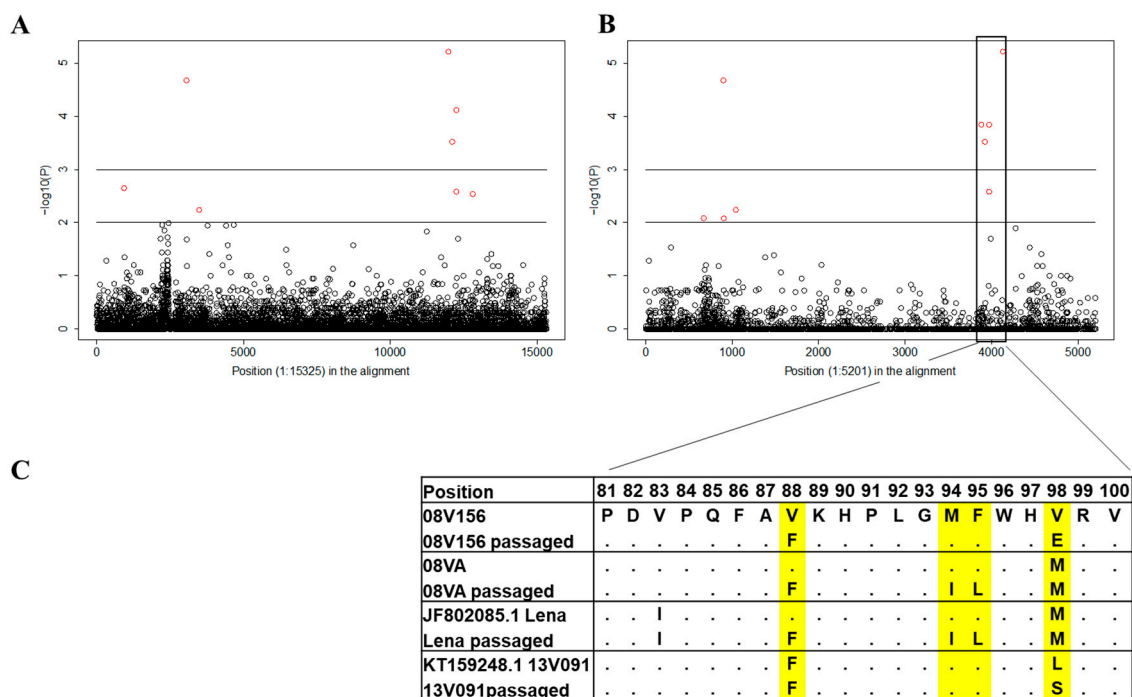 A
B
−log10(P)
5
4
3
2
1
0
0 5000 10000 15000
Position (1:15325) in the alignment
−log10(P)
5
4
3
2
1
0
0 1000 2000 3000 4000 5000
Position (1:5201) in the alignment
C
Position 81 82 83 84 85 86 87 88 89 90 91 92 93 94 95 96 97 98 99 100
08V156 P D V P Q F A V K H P L G M F W H V R V
08V156 passaged . . . . . . . F . . . . . . . . . E . .
08VA . . . . . . . . . . . . . . . . . M . .
08VA passaged . . . . . . . F . . . . . I L . . M . .
JF802085.1 Lena . . I . . . . . . . . . . . . . . M . .
Lena passaged . . I . . . . F . . . . . I L . . M . .
KT159248.1 13V091 . . . . . . . F . . . . . . . . . L . .
13V091passaged . . . . . . . F . . . . . . . . . S . .